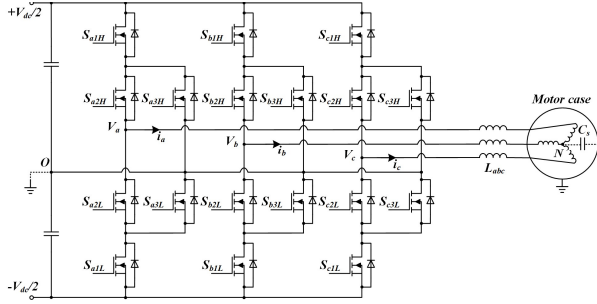 +Vdc/2
Sa1H
Sb1H
Sc1H
Sa2H
Sa3H
Sb2H
Sb3H
Sc2H
Sc3H
Motor case
Va
ia
Vb
ib
Vc
ic
Labc
N
Cs
O
Sa2L
Sa3L
Sb2L
Sb3L
Sc2L
Sc3L
Sa1L
Sb1L
Sc1L
-Vdc/2